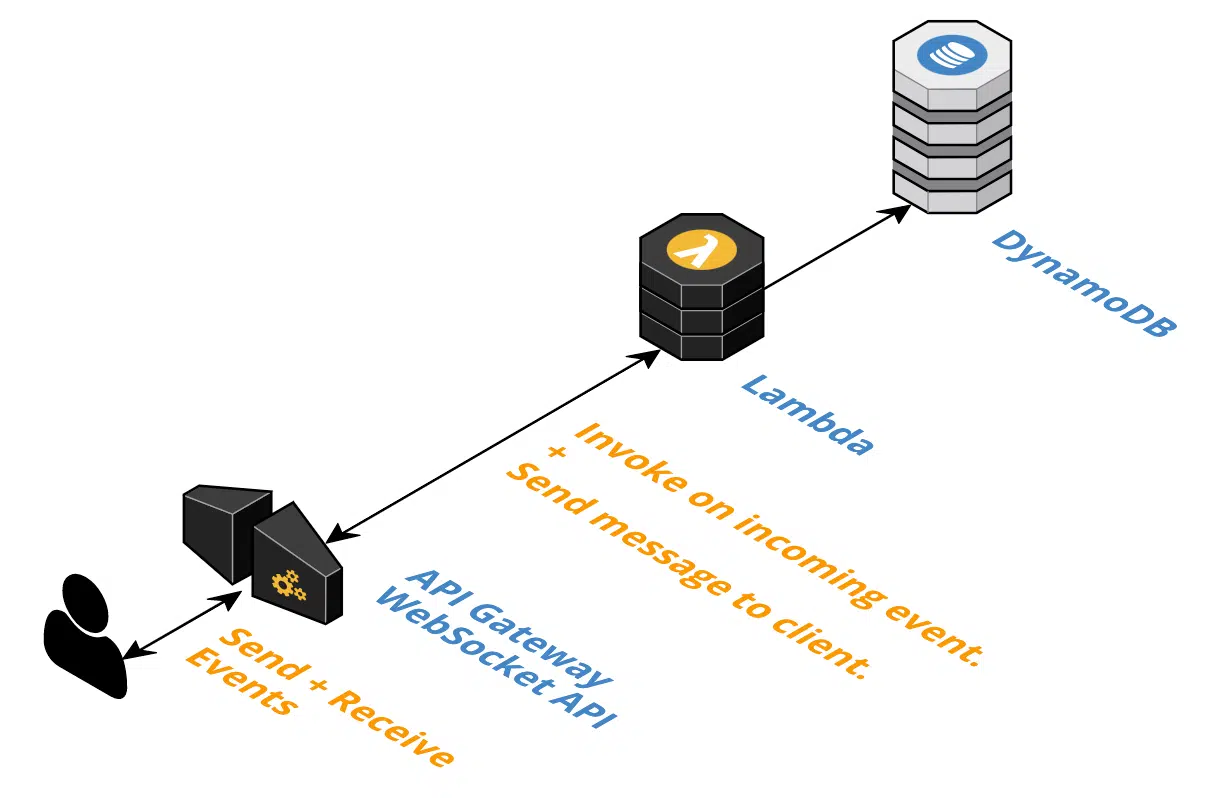 DynamoDB
Lambda
Invoke on incoming event.
+
Send message to client.
API Gateway
WebSocket API
Send + Receive
Events